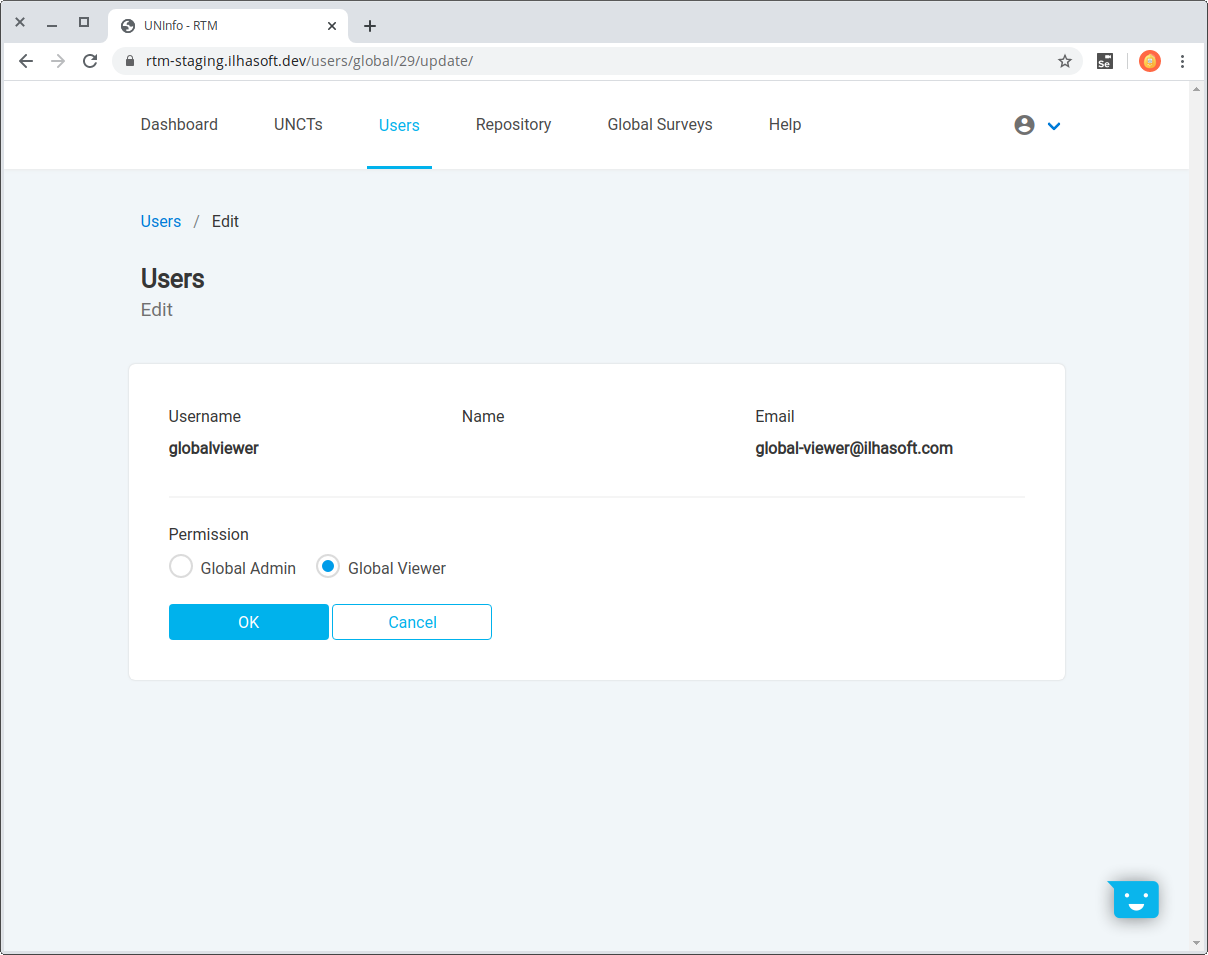 UNInfo - RTM
rtm-staging.ilhasoft.dev/users/global/29/update/
Se
Dashboard UNCTs Users Repository Global Surveys Help
Users / Edit
Users
Edit
Username Name Email
globalviewer global-viewer@ilhasoft.com
Permission
Global Admin Global Viewer
OK Cancel